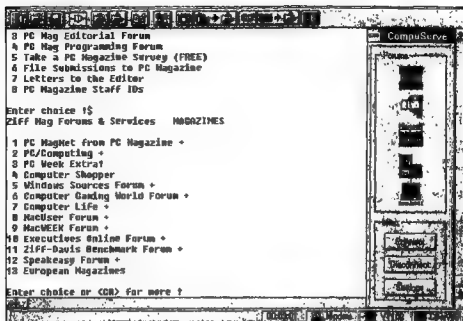 3 PC Mag Editorial Forum
4 PC Mag Programming Forum
5 Take a PC Magazine Survey (FREE)
6 File Submissions to PC Magazine
7 Letters to the Editor
8 PC Magazine Staff IDs
Enter choice !$
Ziff Mag Forums & Services MAGAZINES
1 PC MagNet from PC Magazine +
2 PC/Computing +
3 PC Week Extra!
4 Computer Shopper
5 Windows Sources Forum +
6 Computer Gaming World Forum +
7 Computer Life +
8 MacUser Forum +
9 MacWEEK Forum +
10 Executives Online Forum +
11 Ziff-Davis Benchmark Forum +
12 Speakeasy Forum +
13 European Magazines
Enter choice or <CR> for more !
CompuServe
Forums
Disconnect